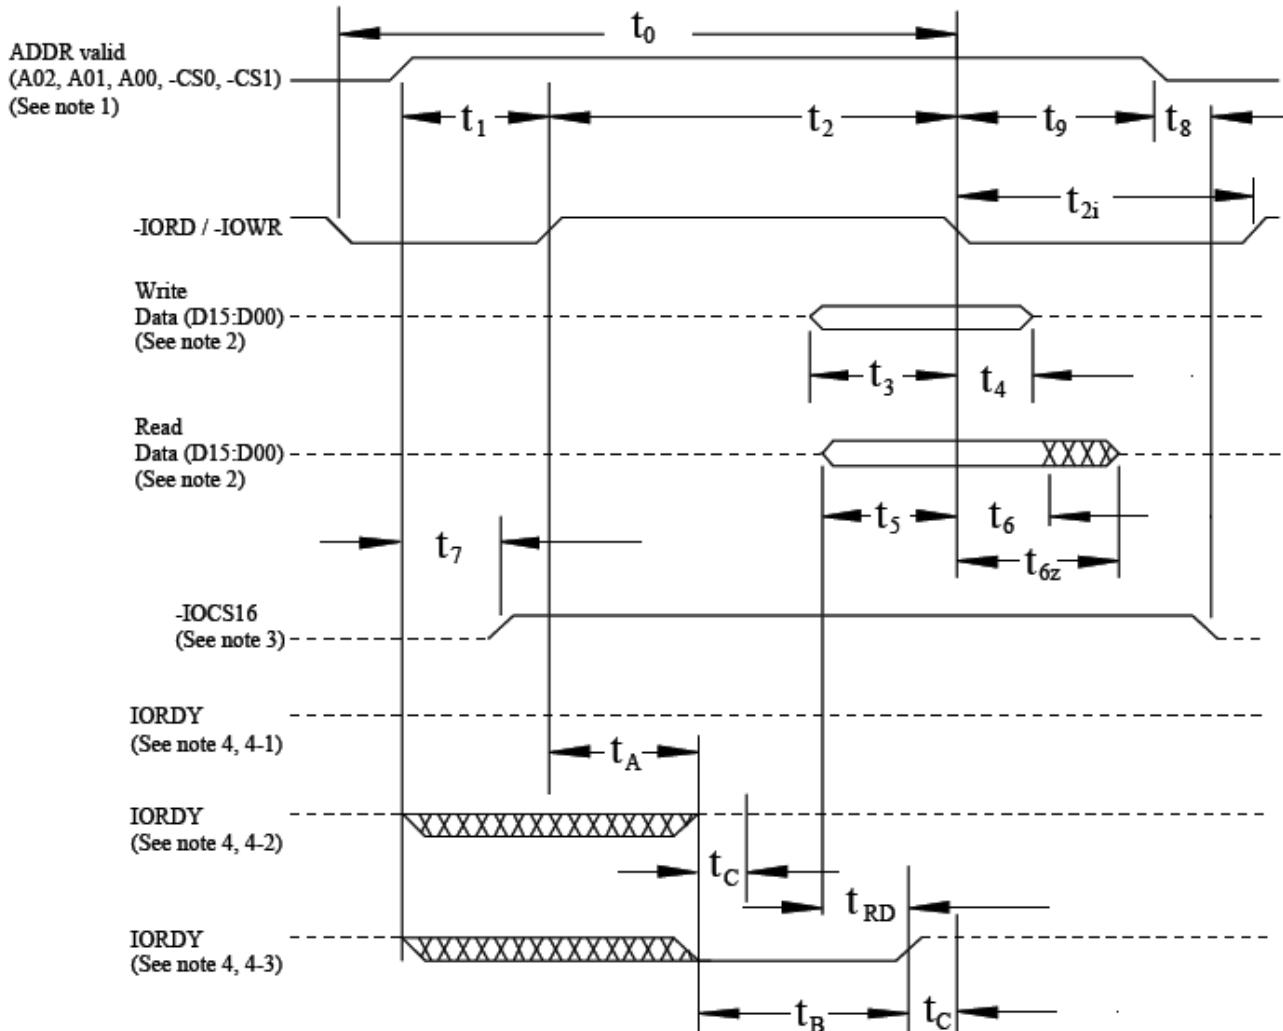 t0
ADDR valid
(A02, A01, A00, -CS0, -CS1)
(See note 1)
t1
t2
t9
t8
t2i
-IORD / -IOWR
Write
Data (D15:D00)
(See note 2)
t3
t4
Read
Data (D15:D00)
(See note 2)
t5
t6
t7
t6z
-IOCS16
(See note 3)
IORDY
(See note 4, 4-1)
tA
IORDY
(See note 4, 4-2)
tC
tRD
IORDY
(See note 4, 4-3)
tB
tC